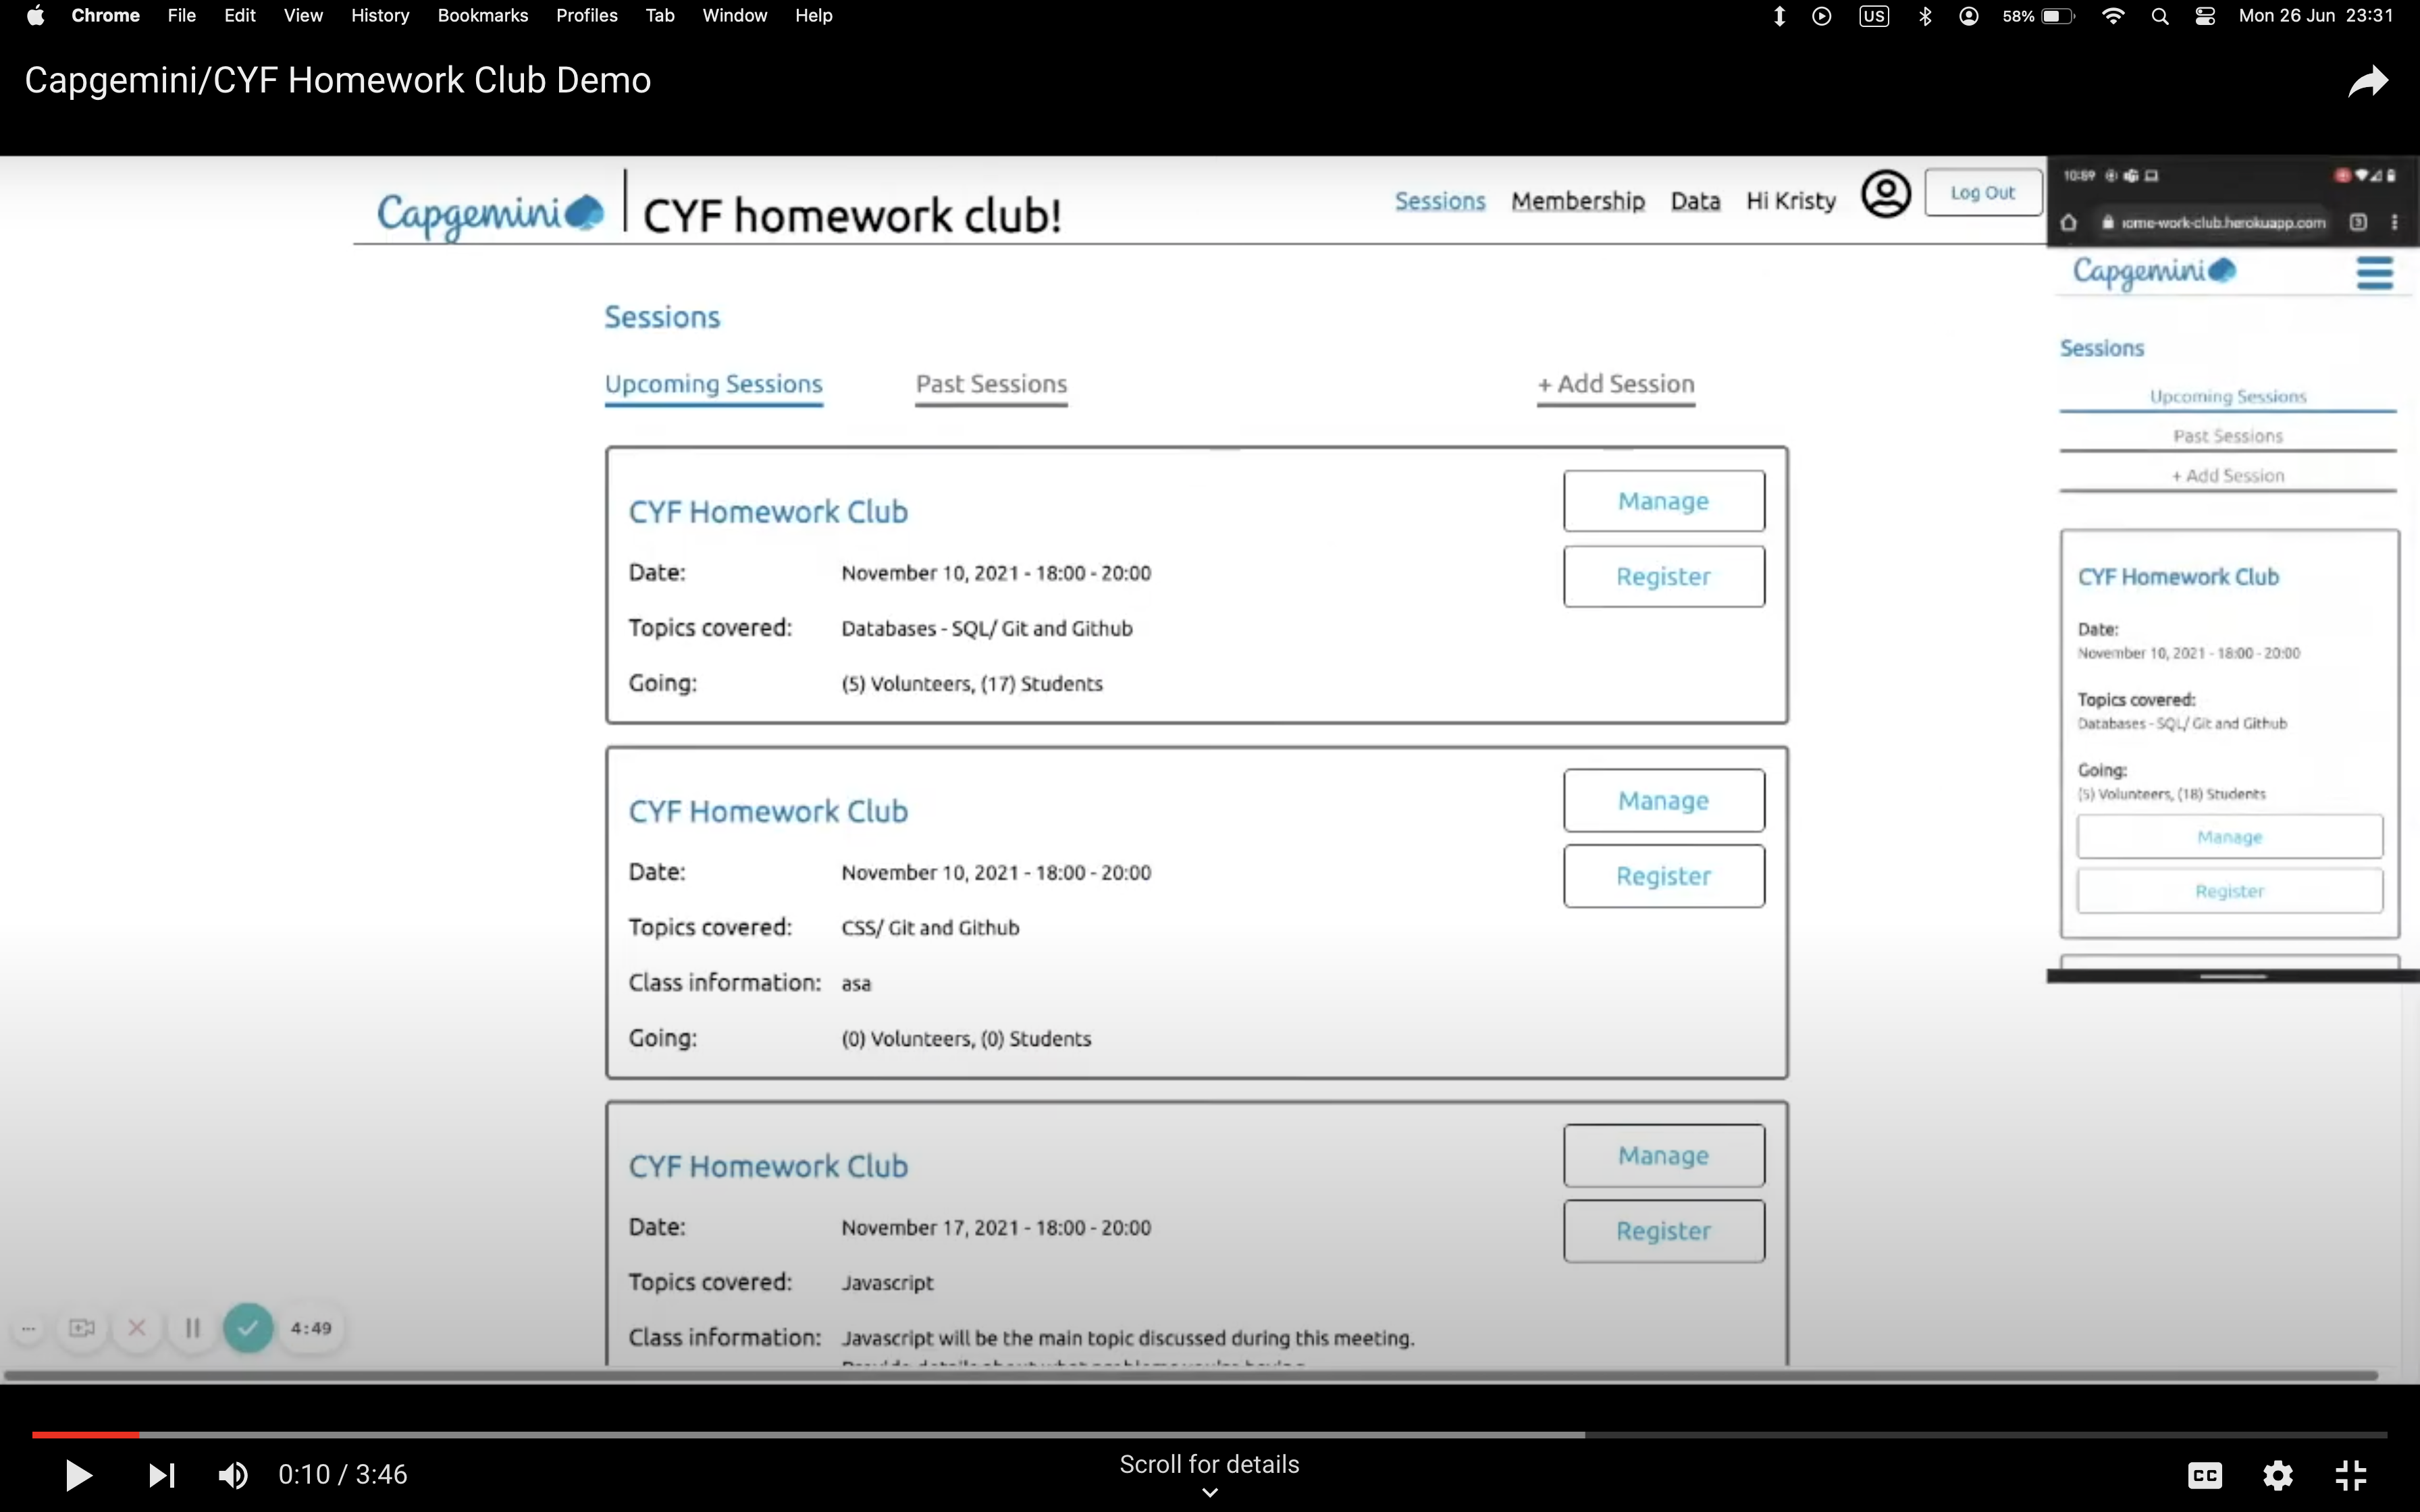 Chrome File Edit View History Bookmarks Profiles Tab Window Help US 58% Mon 26 Jun 23:31
Capgemini/CYF Homework Club Demo
Capgemini CYF homework club! Sessions Membership Data Hi Kristy Log Out
Sessions
Upcoming Sessions Past Sessions + Add Session
CYF Homework Club
Manage
Date: November 10, 2021 - 18:00 - 20:00
Register
Topics covered: Databases - SQL/ Git and Github
Going: (5) Volunteers, (17) Students
CYF Homework Club
Manage
Date: November 10, 2021 - 18:00 - 20:00
Register
Topics covered: CSS/ Git and Github
Class information: asa
Going: (0) Volunteers, (0) Students
CYF Homework Club
Manage
Date: November 17, 2021 - 18:00 - 20:00
Register
Topics covered: Javascript
Class information: Javascript will be the main topic discussed during this meeting.
10:59
ome-work-club.herokuapp.com
Capgemini
Sessions
Upcoming Sessions
Past Sessions
+ Add Session
CYF Homework Club
Date:
November 10, 2021 - 18:00 - 20:00
Topics covered:
Databases - SQL/ Git and Github
Going:
(5) Volunteers, (18) Students
Manage
Register
4:49
0:10 / 3:46
Scroll for details
CC